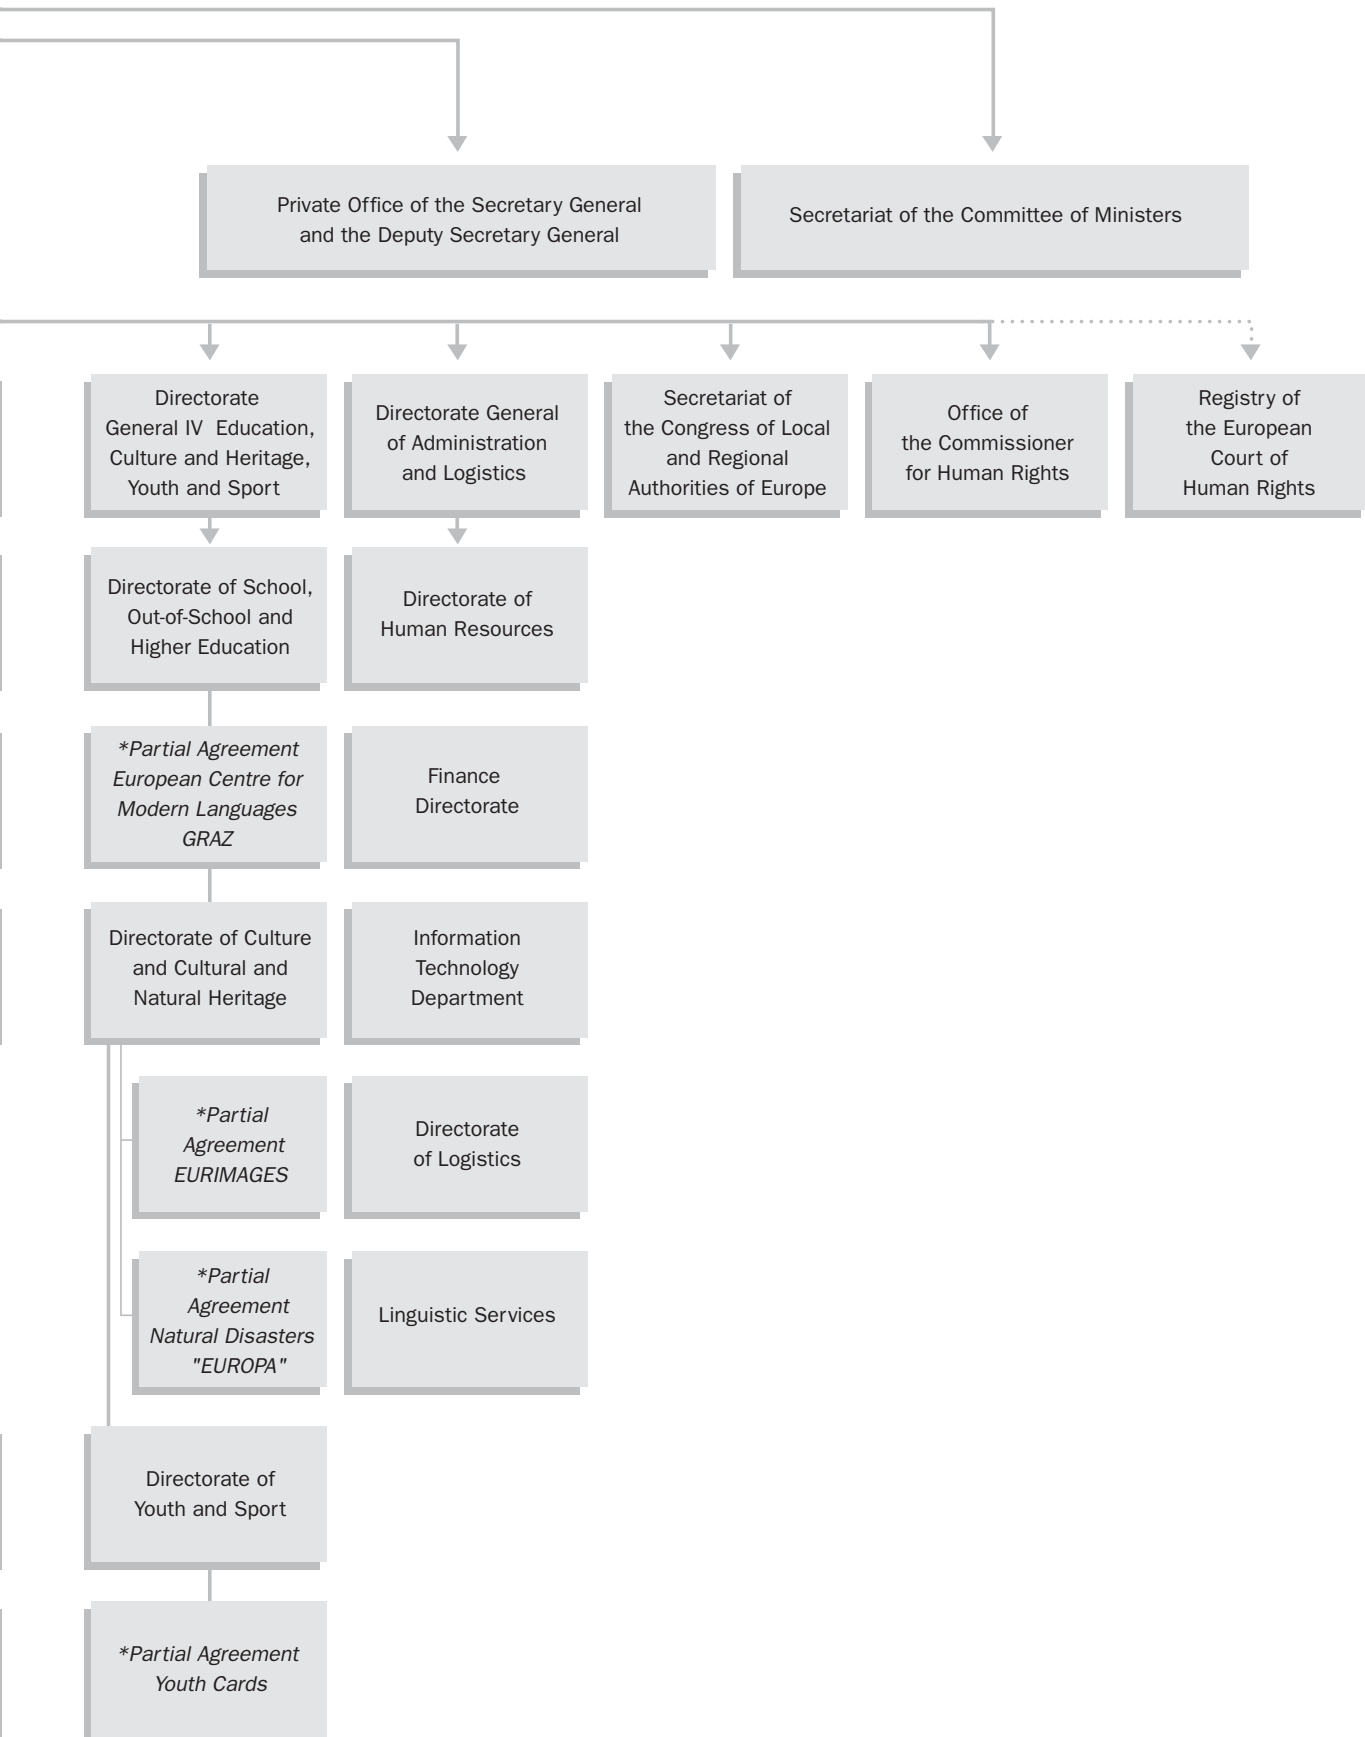 Private Office of the Secretary General
and the Deputy Secretary General
Secretariat of the Committee of Ministers
Directorate
General IV  Education,
Culture and Heritage,
Youth and Sport
Directorate General
of Administration
and Logistics
Secretariat of
the Congress of Local
and Regional
Authorities of Europe
Office of
the Commissioner
for Human Rights
Registry of
the European
Court of
Human Rights
Directorate of School,
Out-of-School and
Higher Education
Directorate of
Human Resources
*Partial Agreement
European Centre for
Modern Languages
GRAZ
Finance
Directorate
Directorate of Culture
and Cultural and
Natural Heritage
Information
Technology
Department
*Partial
Agreement
EURIMAGES
Directorate
of Logistics
*Partial
Agreement
Natural Disasters
"EUROPA"
Linguistic Services
Directorate of
Youth and Sport
*Partial Agreement
Youth Cards